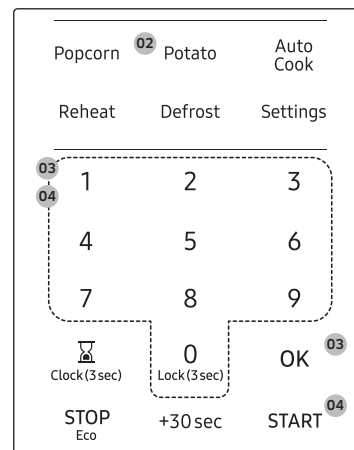 Popcorn 02 Potato Auto Cook
Reheat Defrost Settings
03
04
1 2 3
4 5 6
7 8 9
0 OK 03
Clock(3 sec) Lock(3 sec)
STOP +30 sec START 04
Eco